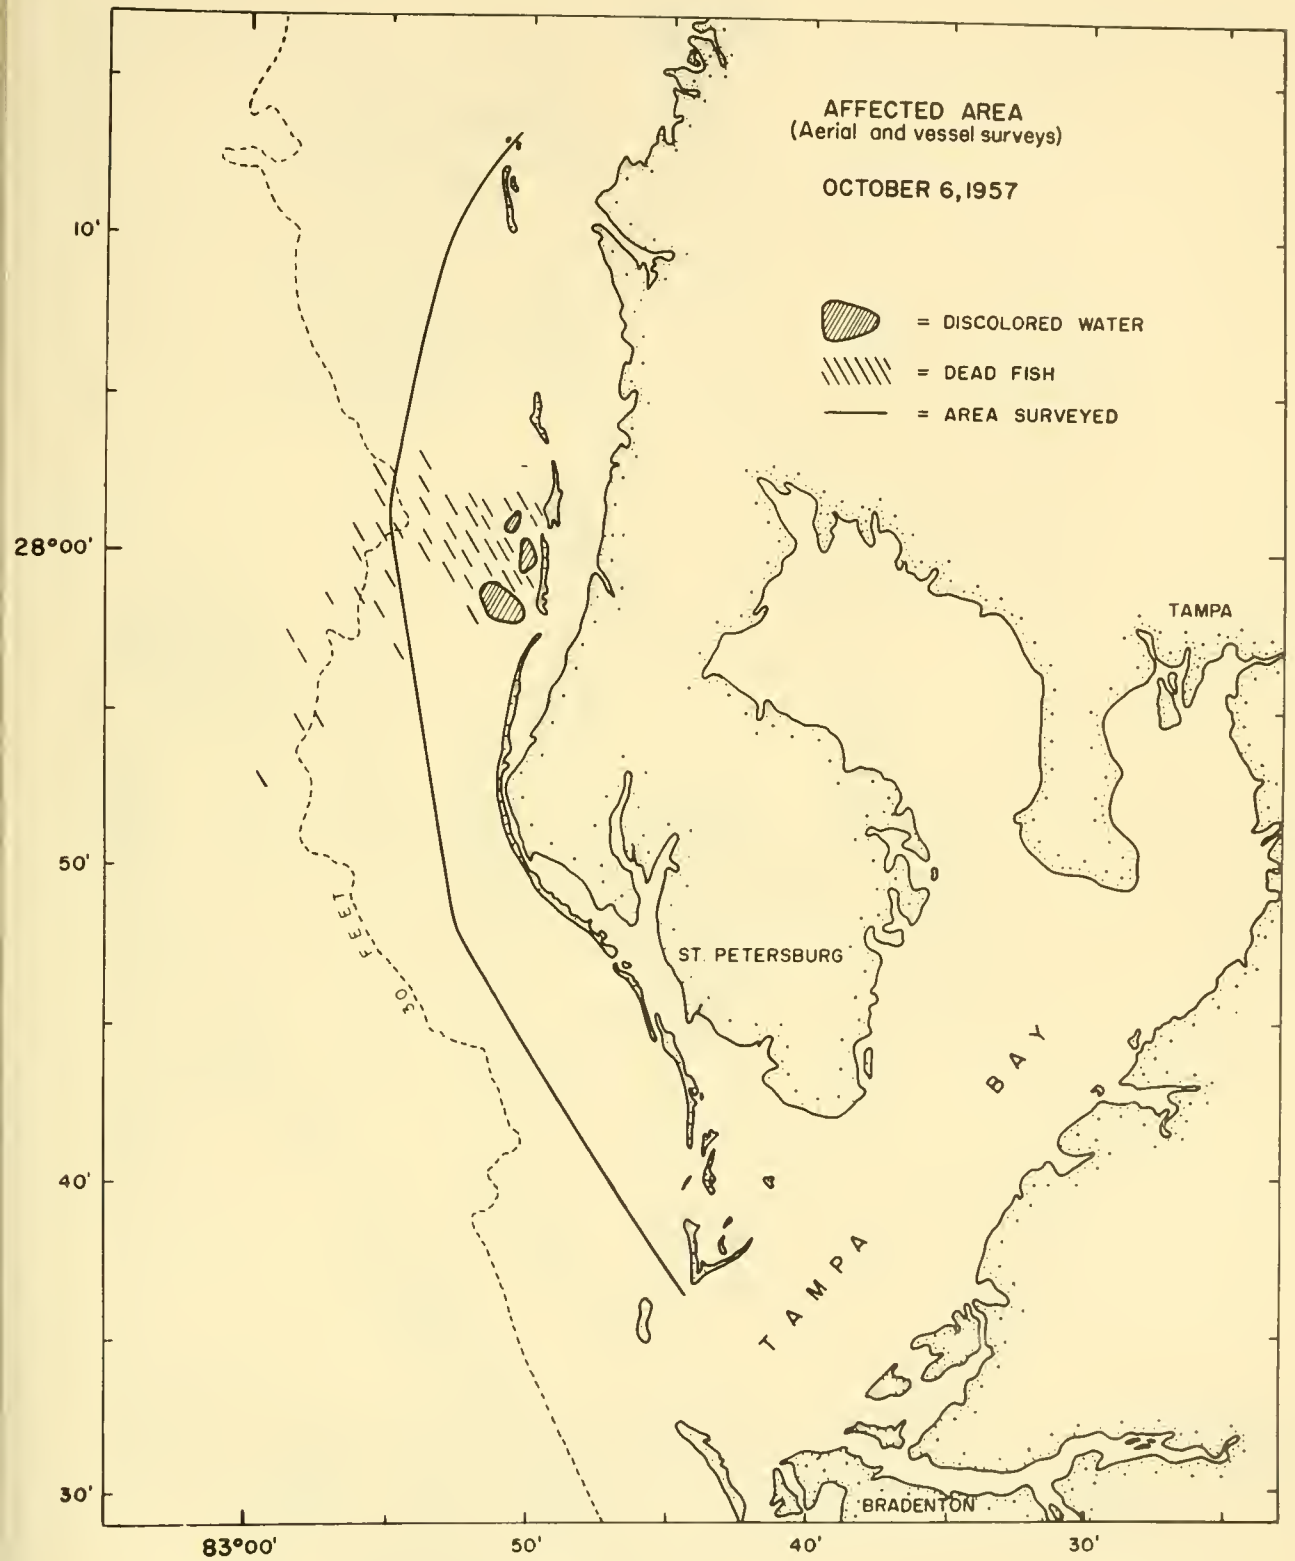 AFFECTED AREA
(Aerial and vessel surveys)
OCTOBER 6, 1957
= DISCOLORED WATER
= DEAD FISH
= AREA SURVEYED
10'
28°00'
50'
40'
30'
TAMPA
ST. PETERSBURG
30 FEET
TAMPA BAY
BRADENTON
83°00'
50'
40'
30'